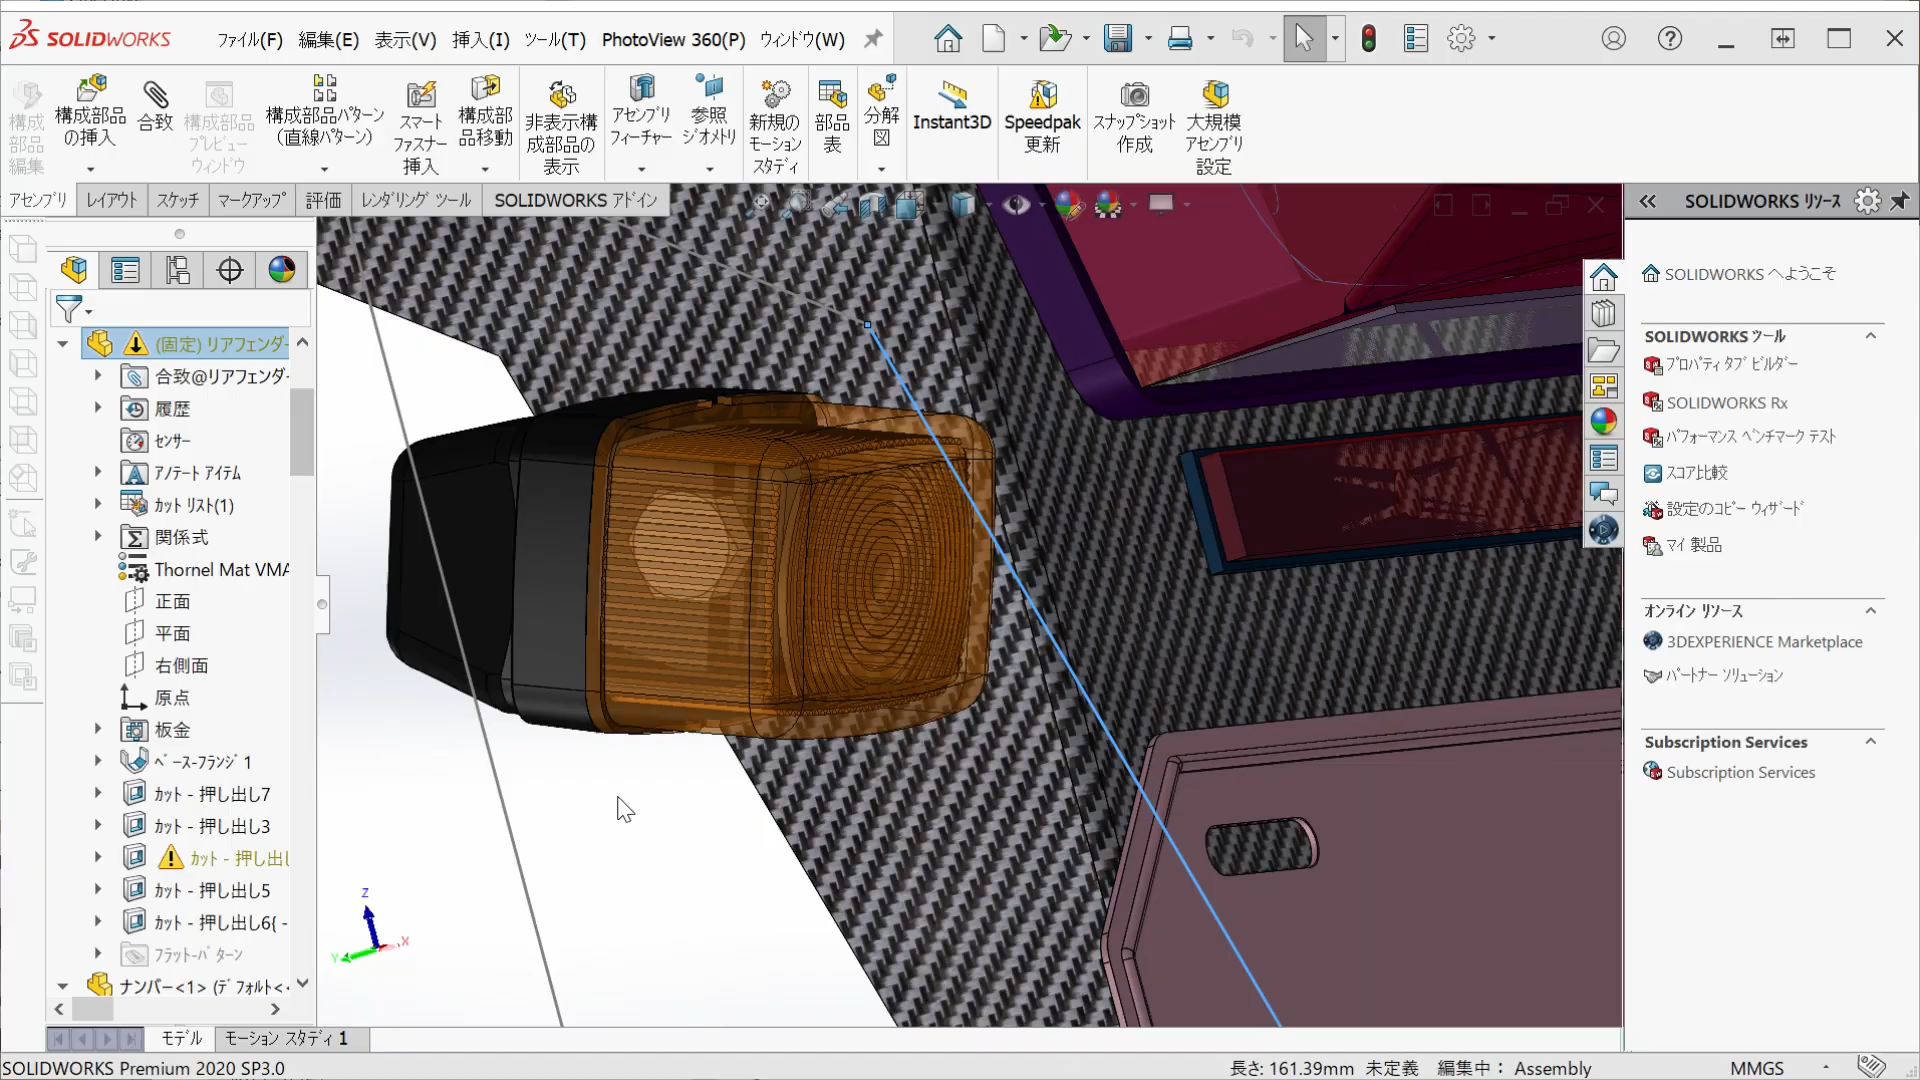 SOLIDWORKS ファイル(F) 編集(E) 表示(V) 挿入(I) ツール(T) PhotoView 360(P) ウィンドウ(W)
構成部品編集
構成部品の挿入
合致
構成部品プレビューウィンドウ
構成部品パターン(直線パターン)
スマートファスナー挿入
構成部品移動
非表示構成部品の表示
アセンブリフィーチャー
参照ジオメトリ
新規のモーションスタディ
部品表
分解図
Instant3D
Speedpak更新
スナップショット作成
大規模アセンブリ設定
アセンブリ レイアウト スケッチ マークアップ 評価 レンダリング ツール SOLIDWORKS アドイン
(固定) リアフェンダ-
合致@リアフェンダ-
履歴
センサー
アノテート アイテム
カット リスト(1)
関係式
Thornel Mat VMA
正面
平面
右側面
原点
板金
ベース-フランジ1
カット - 押し出し7
カット - 押し出し3
カット - 押し出し
カット - 押し出し5
カット - 押し出し6{ -
フラット-パターン
ナンバー<1> (デフォルト<
Z
X
Y
SOLIDWORKS リソース
SOLIDWORKS へようこそ
SOLIDWORKS ツール
プロパティ タブ ビルダー
SOLIDWORKS Rx
パフォーマンス ベンチマーク テスト
スコア比較
設定のコピー ウィザード
マイ 製品
オンライン リソース
3DEXPERIENCE Marketplace
パートナー ソリューション
Subscription Services
Subscription Services
モデル モーション スタディ 1
SOLIDWORKS Premium 2020 SP3.0 長さ: 161.39mm 未定義 編集中： Assembly MMGS